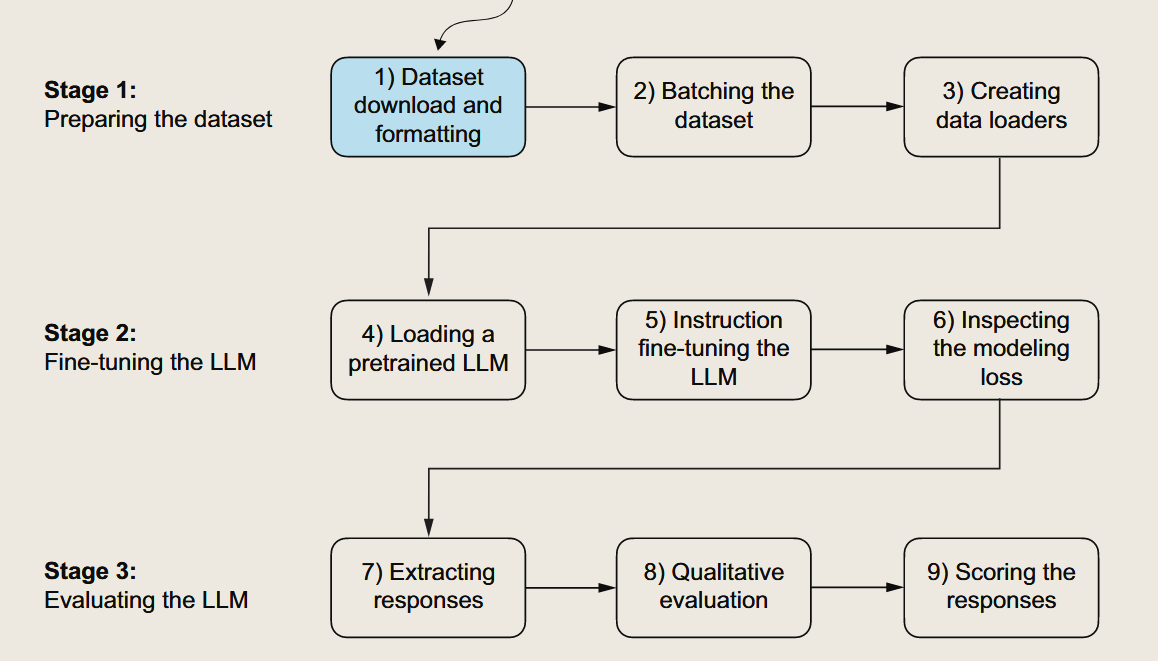 Stage 1:
Preparing the dataset
1) Dataset
download and
formatting
2) Batching the
dataset
3) Creating
data loaders
Stage 2:
Fine-tuning the LLM
4) Loading a
pretrained LLM
5) Instruction
fine-tuning the
LLM
6) Inspecting
the modeling
loss
Stage 3:
Evaluating the LLM
7) Extracting
responses
8) Qualitative
evaluation
9) Scoring the
responses